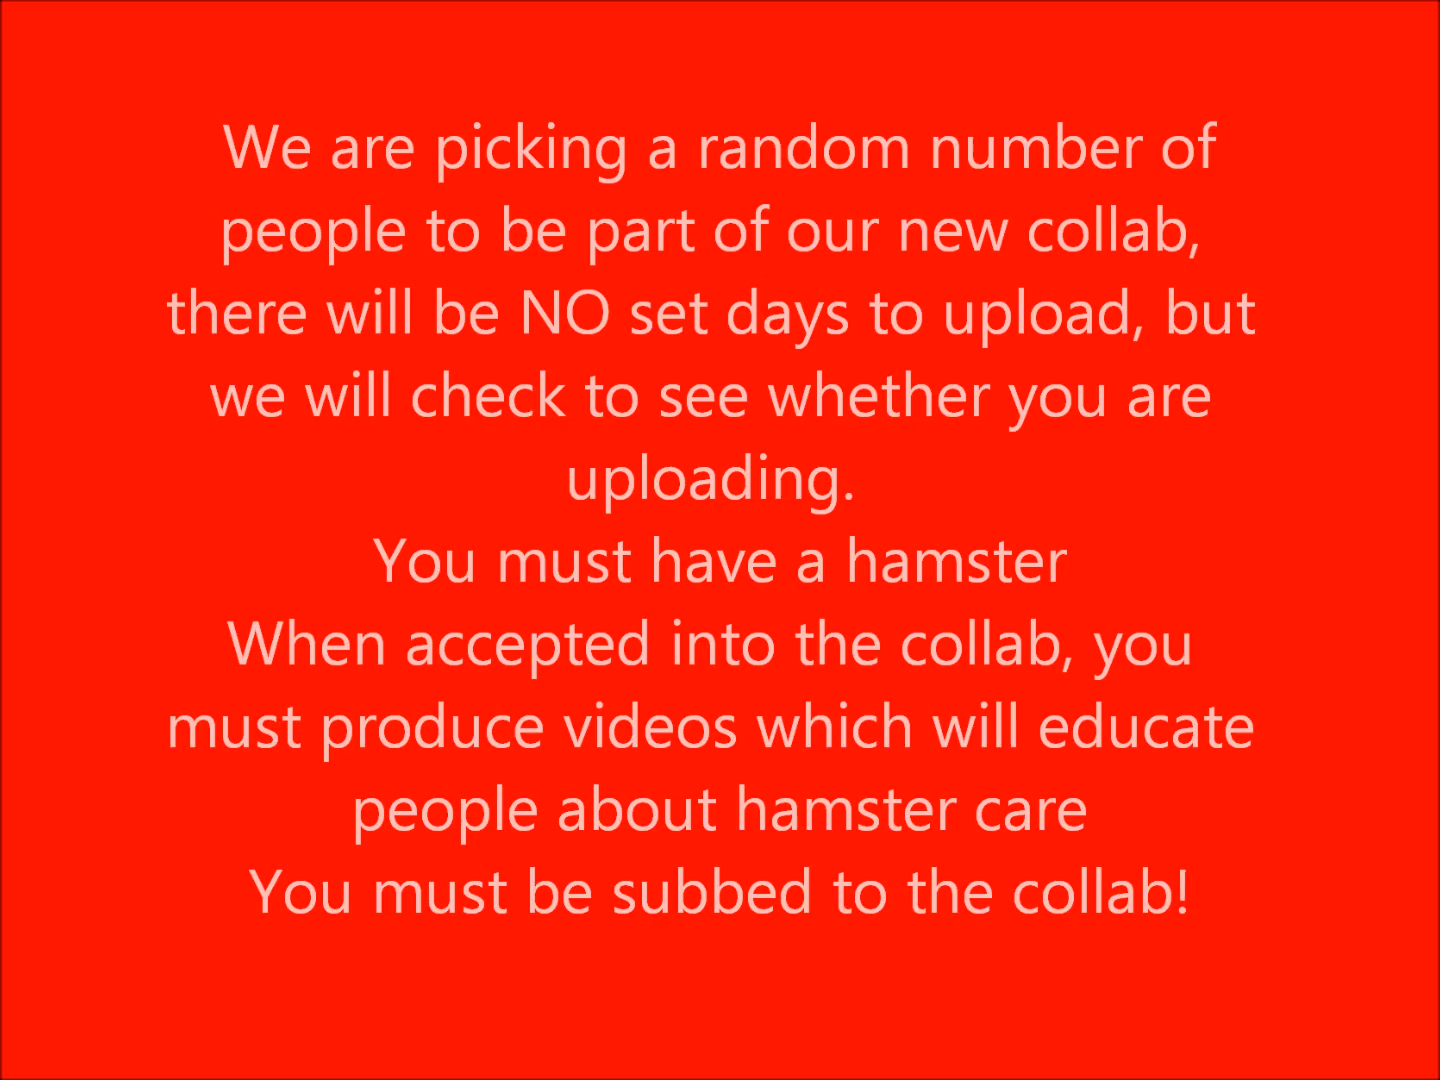 We are picking a random number of
people to be part of our new collab,
there will be NO set days to upload, but
we will check to see whether you are
uploading.
You must have a hamster
When accepted into the collab, you
must produce videos which will educate
people about hamster care
You must be subbed to the collab!